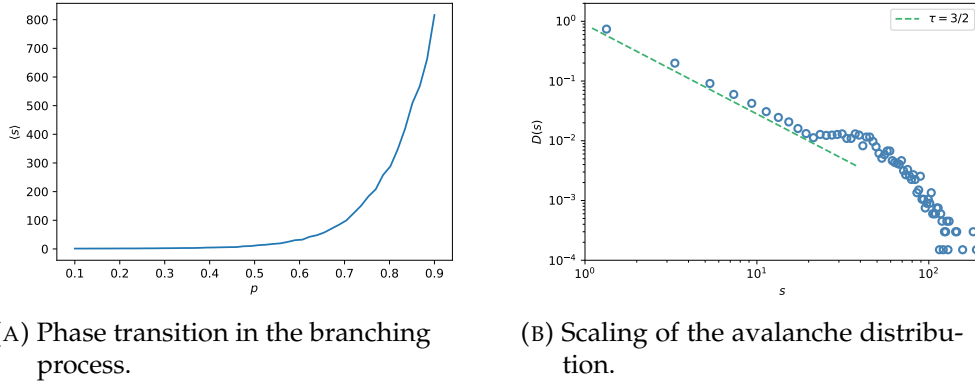 800
700
600
500
400
300
200
100
0
⟨s⟩
0.1 0.2 0.3 0.4 0.5 0.6 0.7 0.8 0.9
p
10⁰
10⁻¹
10⁻²
10⁻³
10⁻⁴
D(s)
τ = 3/2
10⁰ 10¹ 10²
s
A) Phase transition in the branching
process.
(B) Scaling of the avalanche distribu-
tion.